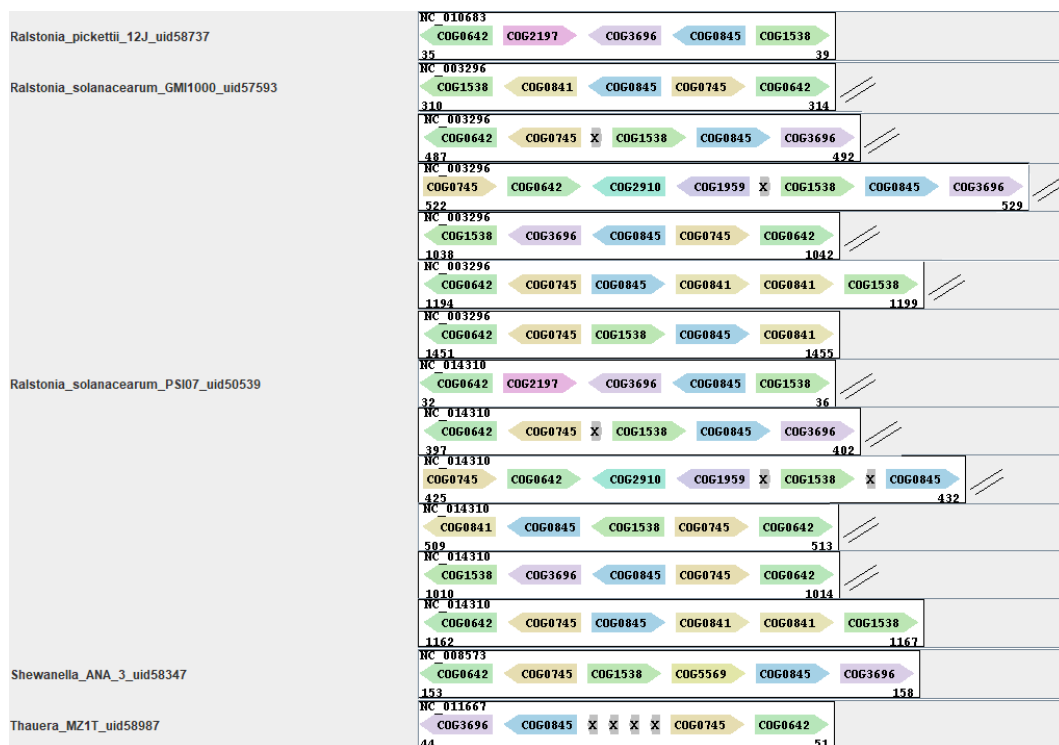 NC_010683
Ralstonia_pickettii_12J_uid58737
COG0642 COG2197 COG3696 COG0845 COG1538
35 39
NC_003296
Ralstonia_solanacearum_GMI1000_uid57593
COG1538 COG0841 COG0845 COG0745 COG0642
310 314
NC_003296
COG0642 COG0745 X COG1538 COG0845 COG3696
487 492
NC_003296
COG0745 COG0642 COG2910 COG1959 X COG1538 COG0845 COG3696
522 529
NC_003296
COG1538 COG3696 COG0845 COG0745 COG0642
1038 1042
NC_003296
COG0642 COG0745 COG0845 COG0841 COG0841 COG1538
1194 1199
NC_003296
COG0642 COG0745 COG1538 COG0845 COG0841
1451 1455
NC_014310
Ralstonia_solanacearum_PSI07_uid50539
COG0642 COG2197 COG3696 COG0845 COG1538
32 36
NC_014310
COG0642 COG0745 X COG1538 COG0845 COG3696
397 402
NC_014310
COG0745 COG0642 COG2910 COG1959 X COG1538 X COG0845
425 432
NC_014310
COG0841 COG0845 COG1538 COG0745 COG0642
509 513
NC_014310
COG1538 COG3696 COG0845 COG0745 COG0642
1010 1014
NC_014310
COG0642 COG0745 COG0845 COG0841 COG0841 COG1538
1162 1167
NC_008573
Shewanella_ANA_3_uid58347
COG0642 COG0745 COG1538 COG5569 COG0845 COG3696
153 158
NC_011667
Thauera_MZ1T_uid58987
COG3696 COG0845 X X X X COG0745 COG0642
44 51